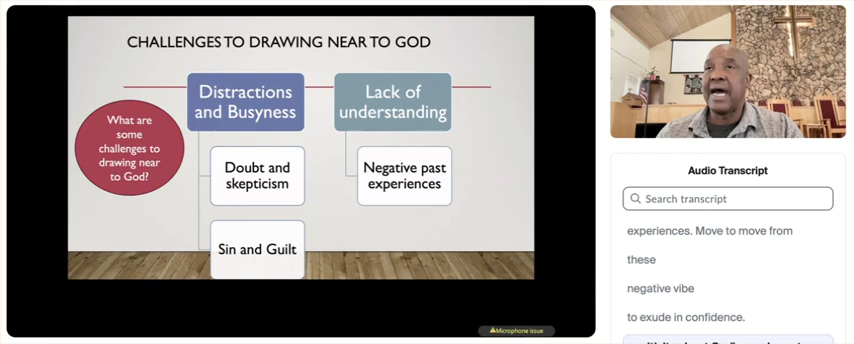 CHALLENGES TO DRAWING NEAR TO GOD
What are
some
challenges to
drawing near
to God?
Distractions
and Busyness
Doubt and
skepticism
Sin and Guilt
Lack of
understanding
Negative past
experiences
Microphone issue
Audio Transcript
Search transcript
experiences. Move to move from
these
negative vibe
to exude in confidence.